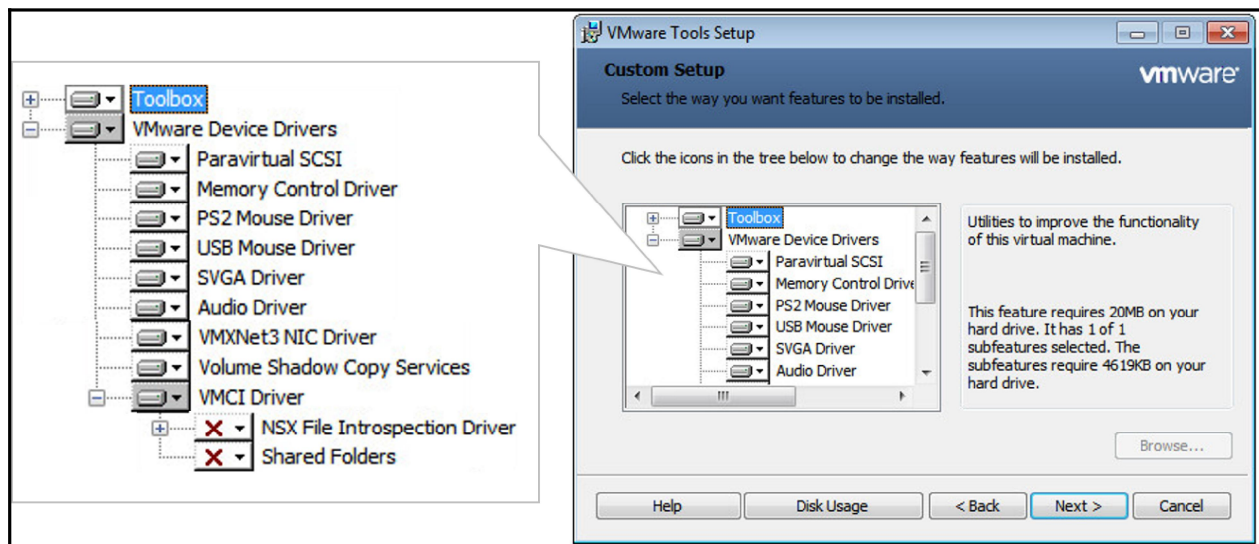 Toolbox
VMware Device Drivers
Paravirtual SCSI
Memory Control Driver
PS2 Mouse Driver
USB Mouse Driver
SVGA Driver
Audio Driver
VMXNet3 NIC Driver
Volume Shadow Copy Services
VMCI Driver
NSX File Introspection Driver
Shared Folders
VMware Tools Setup
Custom Setup
vmware
Select the way you want features to be installed.
Click the icons in the tree below to change the way features will be installed.
Toolbox
VMware Device Drivers
Paravirtual SCSI
Memory Control Drive
PS2 Mouse Driver
USB Mouse Driver
SVGA Driver
Audio Driver
Utilities to improve the functionality
of this virtual machine.
This feature requires 20MB on your
hard drive. It has 1 of 1
subfeatures selected. The
subfeatures require 4619KB on your
hard drive.
Browse...
Help
Disk Usage
< Back
Next >
Cancel